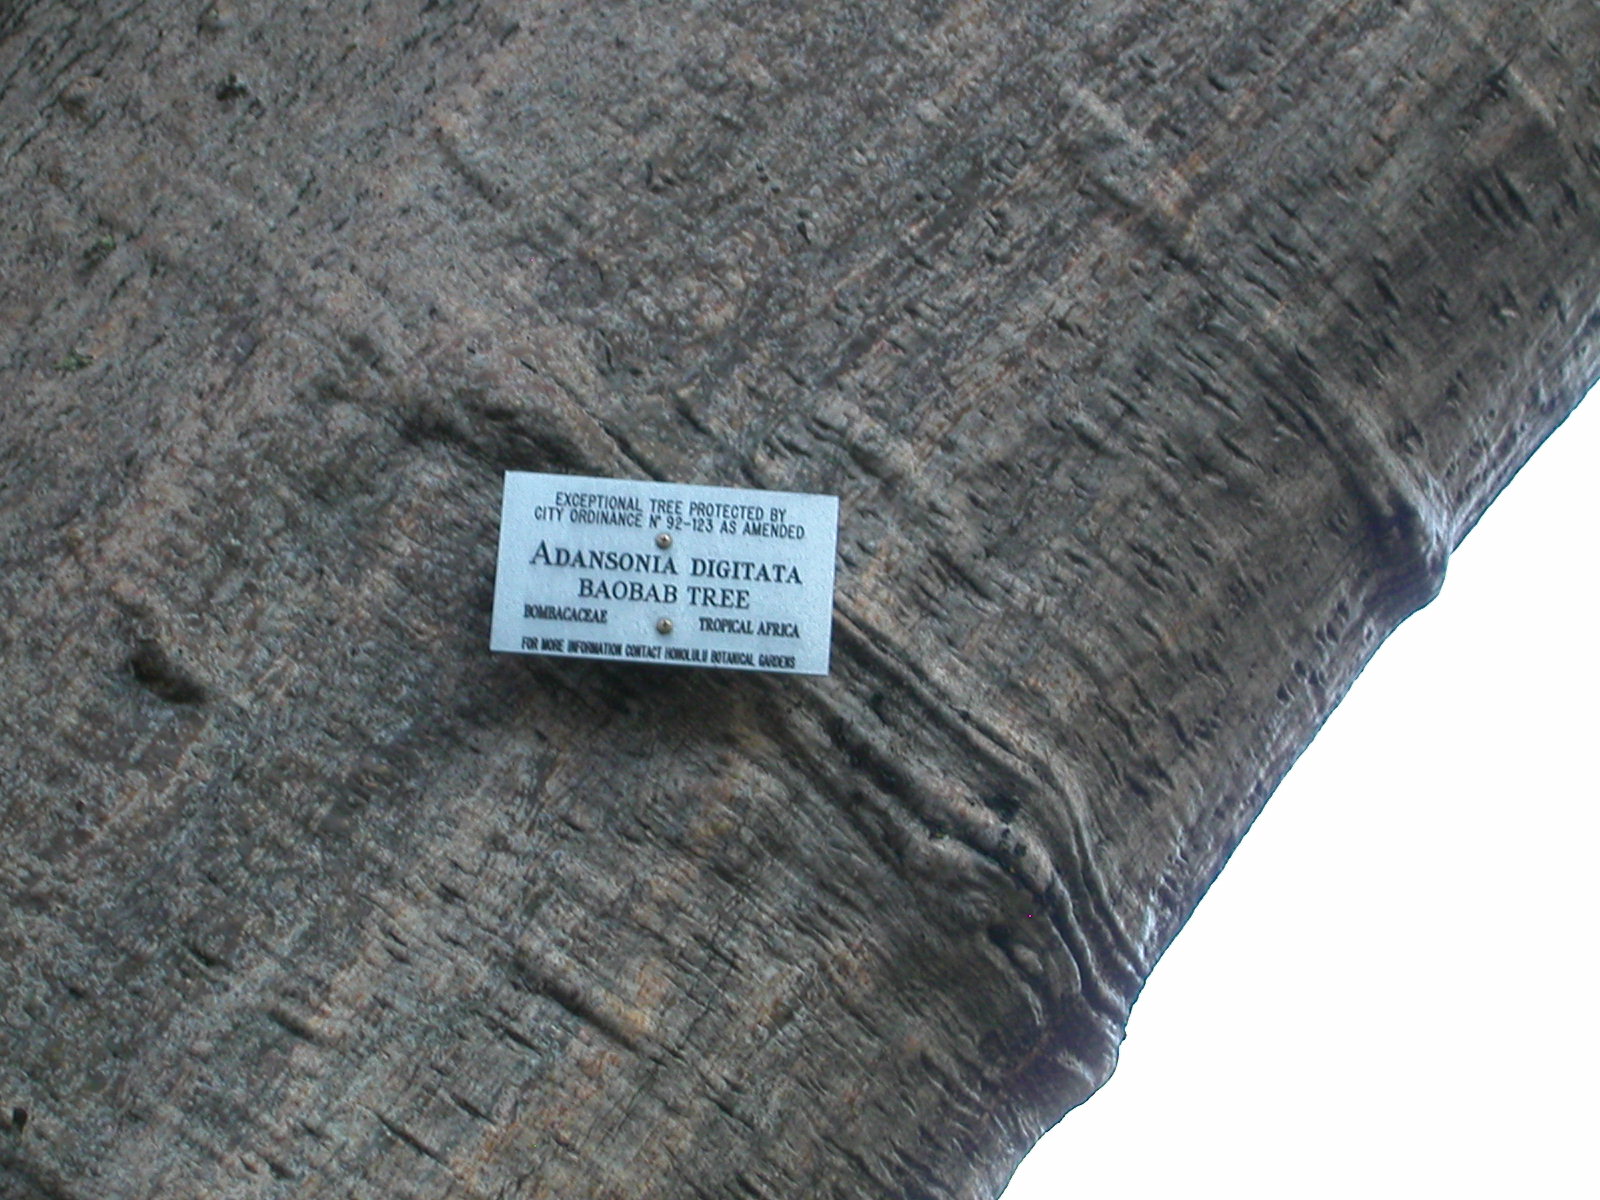 EXCEPTIONAL TREE PROTECTED BY
CITY ORDINANCE Nº 92-123 AS AMENDED
ADANSONIA DIGITATA
BAOBAB TREE
BOMBACACEAE TROPICAL AFRICA
FOR MORE INFORMATION CONTACT HONOLULU BOTANICAL GARDENS